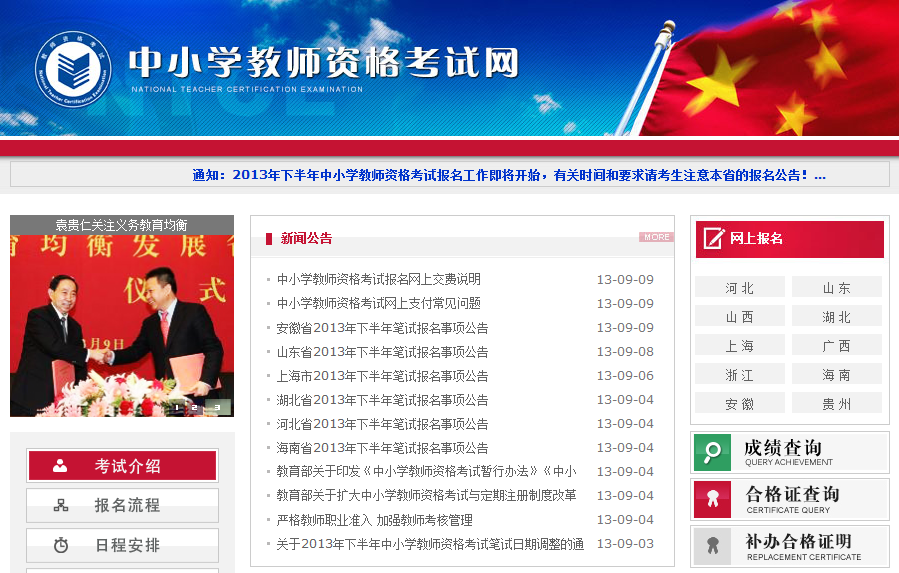 中小学教师资格考试网
NATIONAL TEACHER CERTIFICATION EXAMINATION
通知：2013年下半年中小学教师资格考试报名工作即将开始，有关时间和要求请考生注意本省的报名公告！...
袁贵仁关注义务教育均衡
新闻公告
MORE
中小学教师资格考试报名网上交费说明 13-09-09
中小学教师资格考试网上支付常见问题 13-09-09
安徽省2013年下半年笔试报名事项公告 13-09-09
山东省2013年下半年笔试报名事项公告 13-09-08
上海市2013年下半年笔试报名事项公告 13-09-06
湖北省2013年下半年笔试报名事项公告 13-09-04
河北省2013年下半年笔试报名事项公告 13-09-04
海南省2013年下半年笔试报名事项公告 13-09-04
教育部关于印发《中小学教师资格考试暂行办法》《中小 13-09-04
教育部关于扩大中小学教师资格考试与定期注册制度改革 13-09-04
严格教师职业准入 加强教师考核管理 13-09-04
关于2013年下半年中小学教师资格考试笔试日期调整的通 13-09-03
网上报名
河北 山东
山西 湖北
上海 广西
浙江 海南
安徽 贵州
成绩查询
QUERY ACHIEVEMENT
合格证查询
CERTIFICATE QUERY
补办合格证明
REPLACEMENT CERTIFICATE
均衡发展
仪式
月9日
1 2 3
考试介绍
报名流程
日程安排